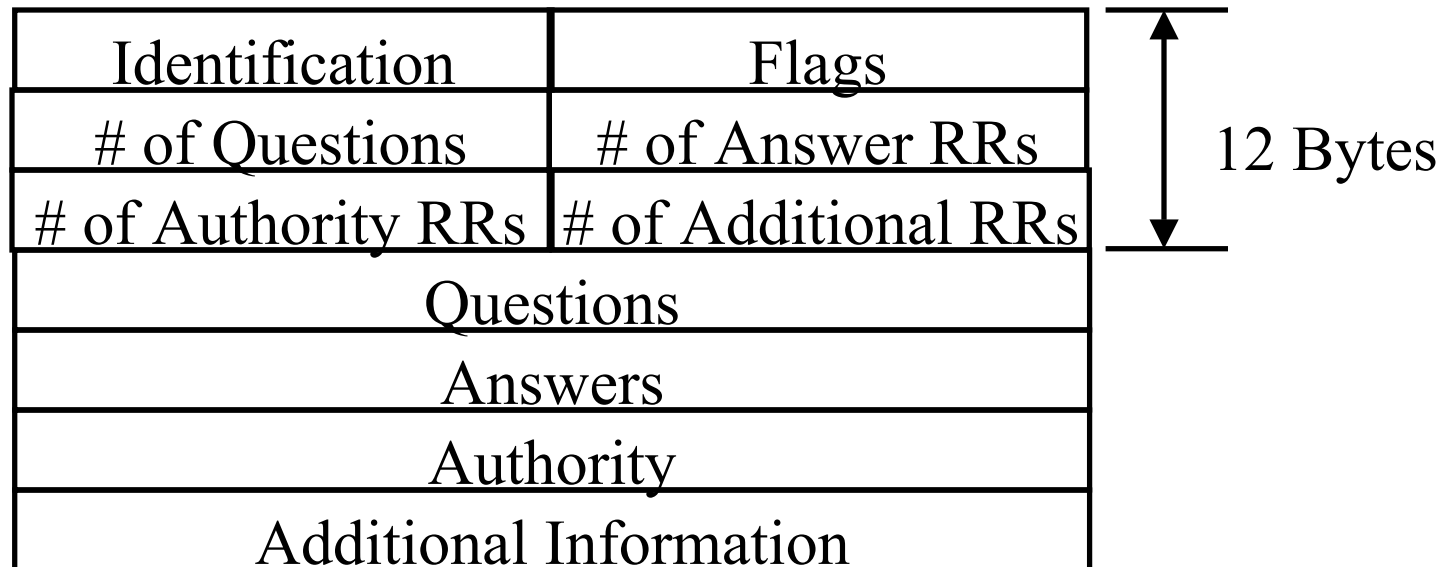 Identification Flags
# of Questions # of Answer RRs
12 Bytes
# of Authority RRs # of Additional RRs
Questions
Answers
Authority
Additional Information